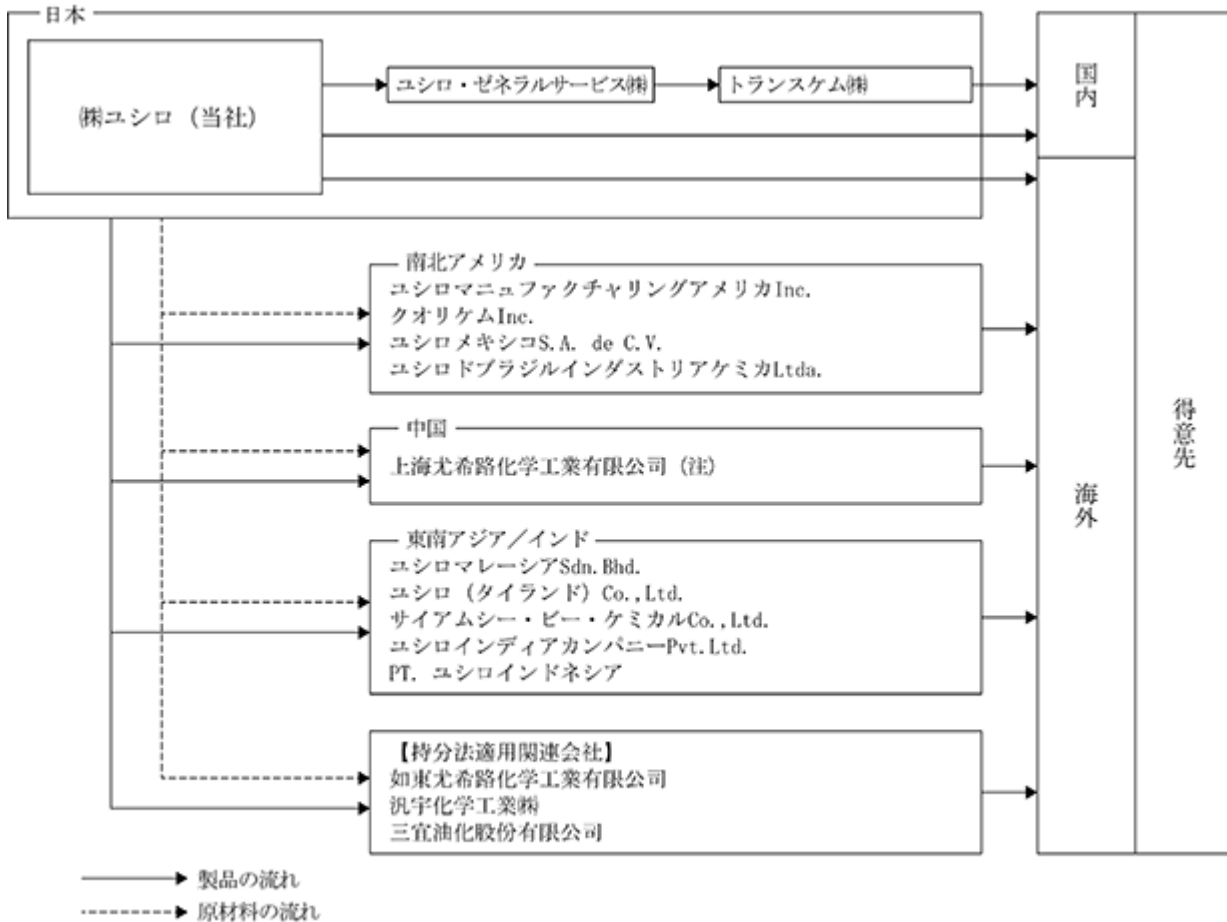 日本
㈱ユシロ（当社）
ユシロ・ゼネラルサービス㈱
トランスケム㈱
国内
南北アメリカ
ユシロマニュファクチャリングアメリカInc.
クオリケムInc.
ユシロメキシコS.A. de C.V.
ユシロドブラジルインダストリアケミカLtda.
中国
上海尤希路化学工業有限公司（注）
東南アジア／インド
ユシロマレーシアSdn.Bhd.
ユシロ（タイランド）Co.,Ltd.
サイアムシー・ビー・ケミカルCo.,Ltd.
ユシロインディアカンパニーPvt.Ltd.
PT. ユシロインドネシア
【持分法適用関連会社】
如東尤希路化学工業有限公司
汎宇化学工業㈱
三宜油化股份有限公司
海外
得意先
製品の流れ
原材料の流れ